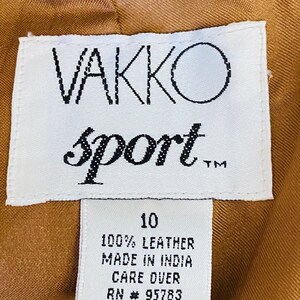 VAKKO
sport™
10
100% LEATHER
MADE IN INDIA
CARE OVER
RN # 95783